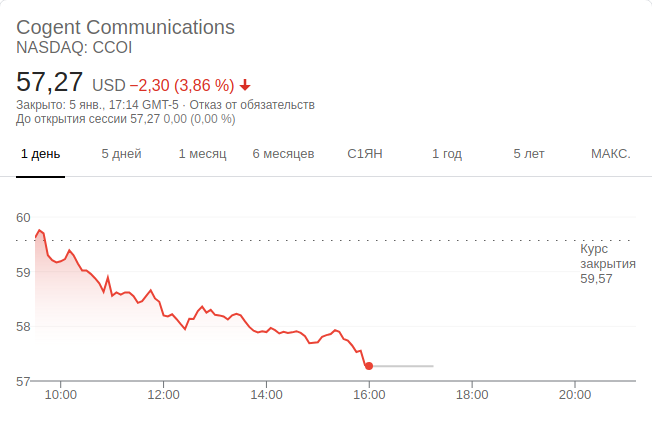 Cogent Communications
NASDAQ: CCOI
57,27 USD −2,30 (3,86 %)
Закрыто: 5 янв., 17:14 GMT-5 · Отказ от обязательств
До открытия сессии 57,27 0,00 (0,00 %)
1 день 5 дней 1 месяц 6 месяцев С1ЯН 1 год 5 лет МАКС.
60
Курс
закрытия
59,57
59
58
57
10:00 12:00 14:00 16:00 18:00 20:00